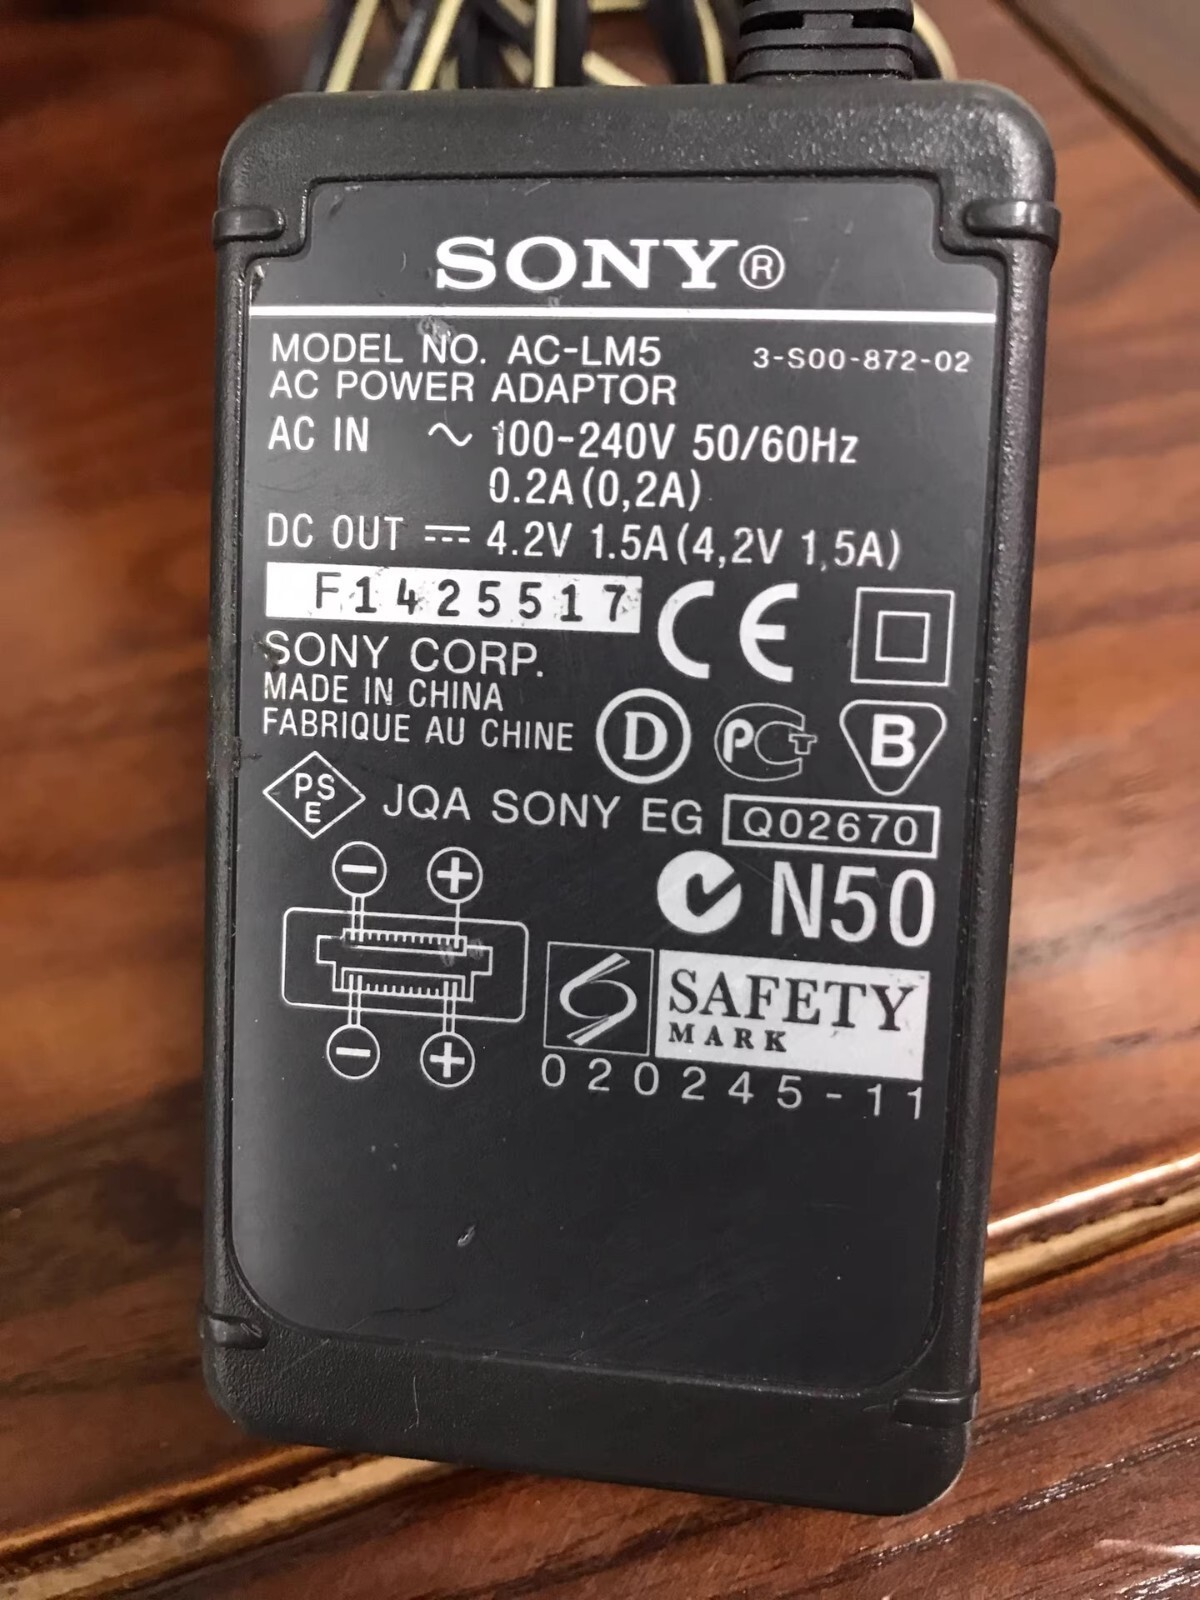 SONY®
MODEL NO. AC-LM5 3-S00-872-02
AC POWER ADAPTOR
AC IN ~ 100-240V 50/60Hz
0.2A(0,2A)
DC OUT ⎓ 4.2V 1.5A(4,2V 1,5A)
F1425517
CE
SONY CORP.
MADE IN CHINA
FABRIQUE AU CHINE
D PCT B
PSE JQA SONY EG Q02670
N50
− +
S SAFETY
MARK
− +
020245-11